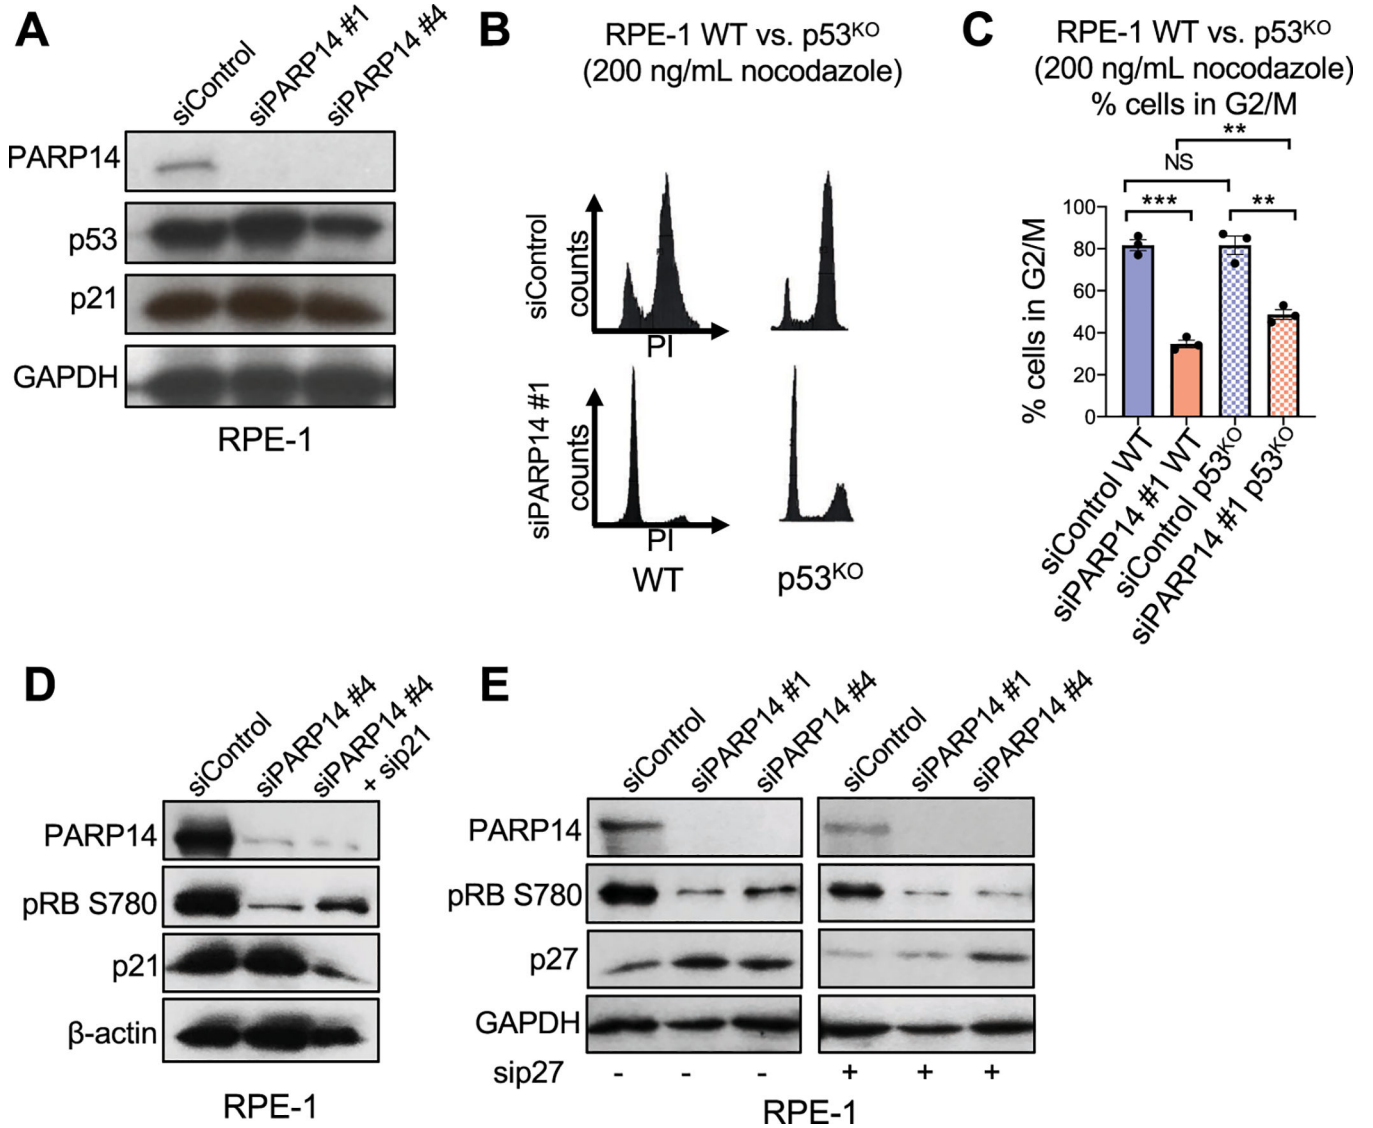 A
siControl
siPARP14 #1
siPARP14 #4
PARP14
p53
p21
GAPDH
RPE-1
B
RPE-1 WT vs. p53KO
(200 ng/mL nocodazole)
siControl
counts
PI
siPARP14 #1
counts
PI
WT
p53KO
C
RPE-1 WT vs. p53KO
(200 ng/mL nocodazole)
% cells in G2/M
**
NS
***
**
% cells in G2/M
100
80
60
40
20
0
siControl WT
siPARP14 #1 WT
siControl p53KO
siPARP14 #1 p53KO
D
siControl
siPARP14 #4
siPARP14 #4
+ sip21
PARP14
pRB S780
p21
β-actin
RPE-1
E
siControl
siPARP14 #1
siPARP14 #4
siControl
siPARP14 #1
siPARP14 #4
PARP14
pRB S780
p27
GAPDH
sip27 - - - + + +
RPE-1